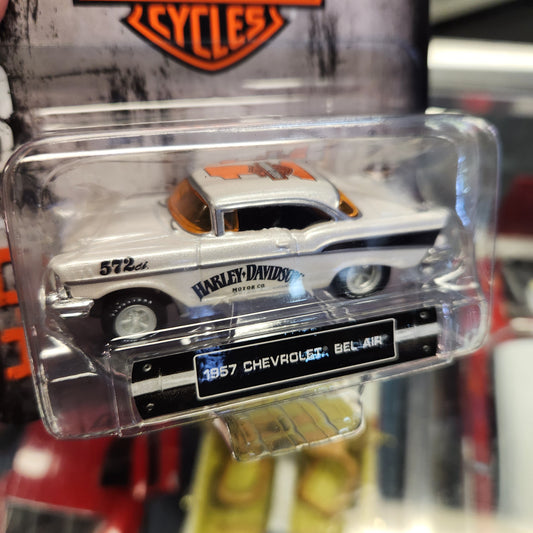 CYCLES
572ci.
HARLEY-DAVIDSON
MOTOR CO
1957 CHEVROLET® BEL AIR®